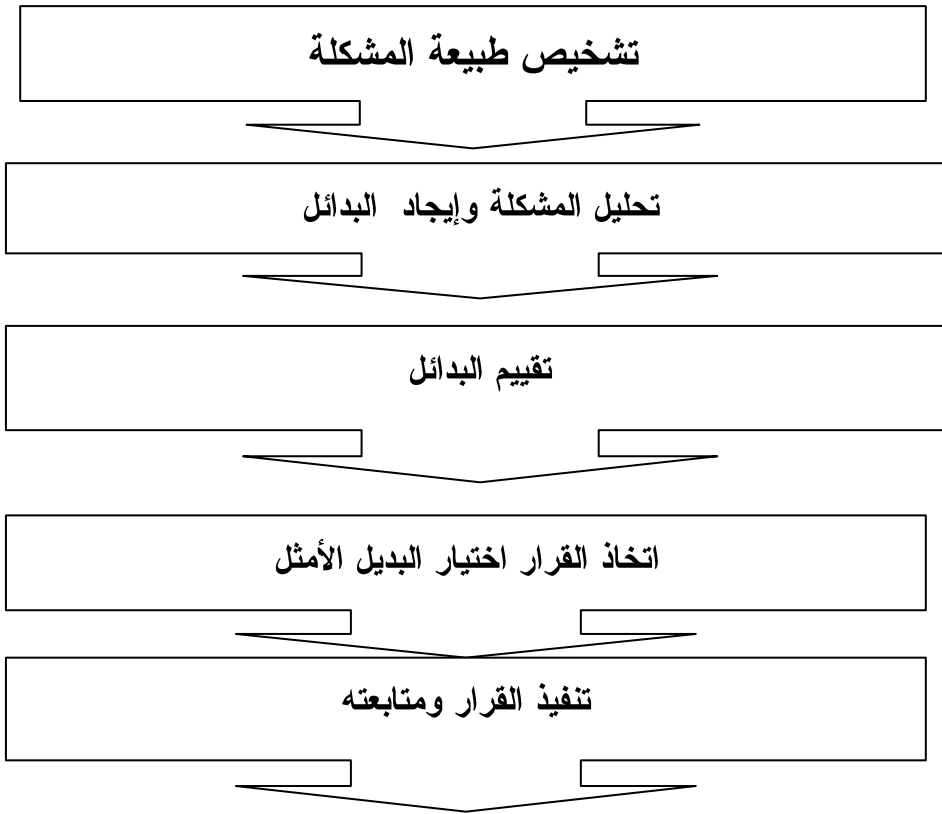 تشخيص طبيعة المشكلة
تحليل المشكلة وإيجاد البدائل
تقييم البدائل
اتخاذ القرار اختيار البديل الأمثل
تنفيذ القرار ومتابعته